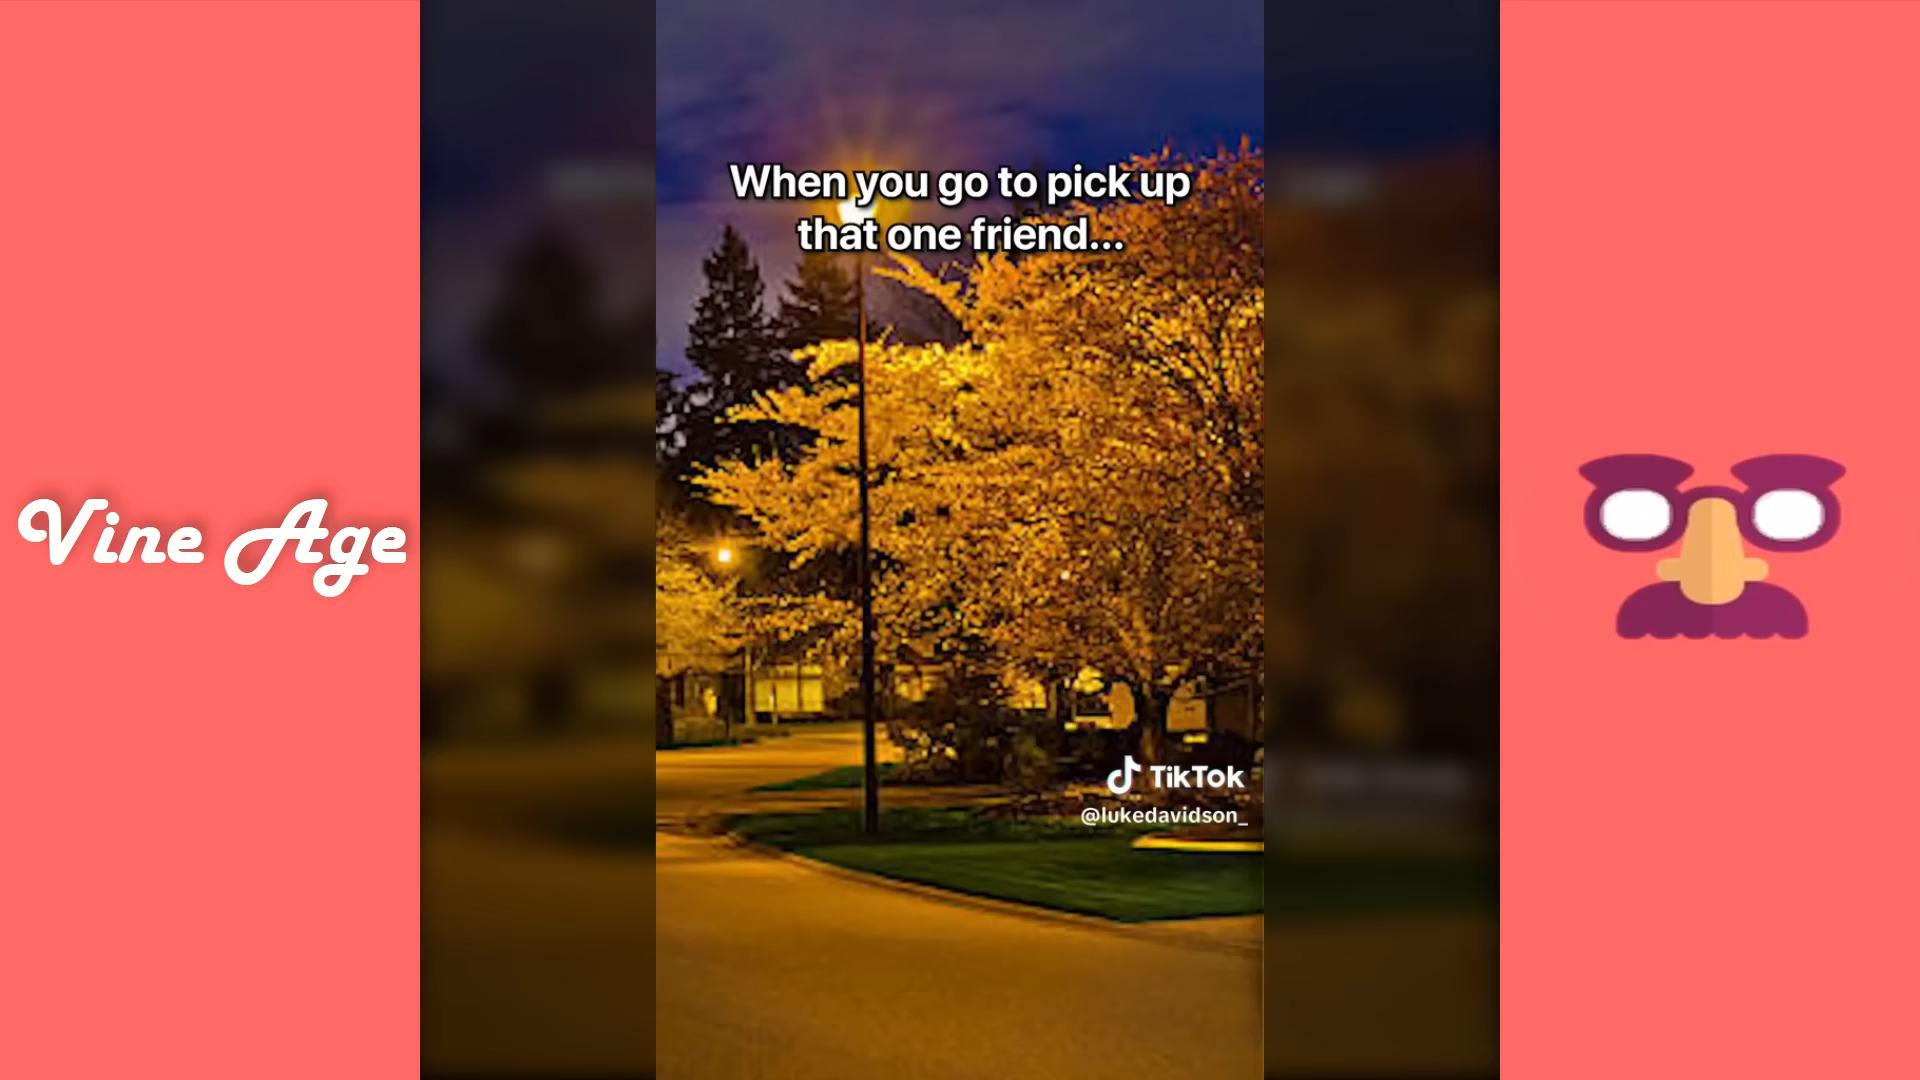 Vine Age
When you go to pick up
that one friend...
TikTok
@lukedavidson_